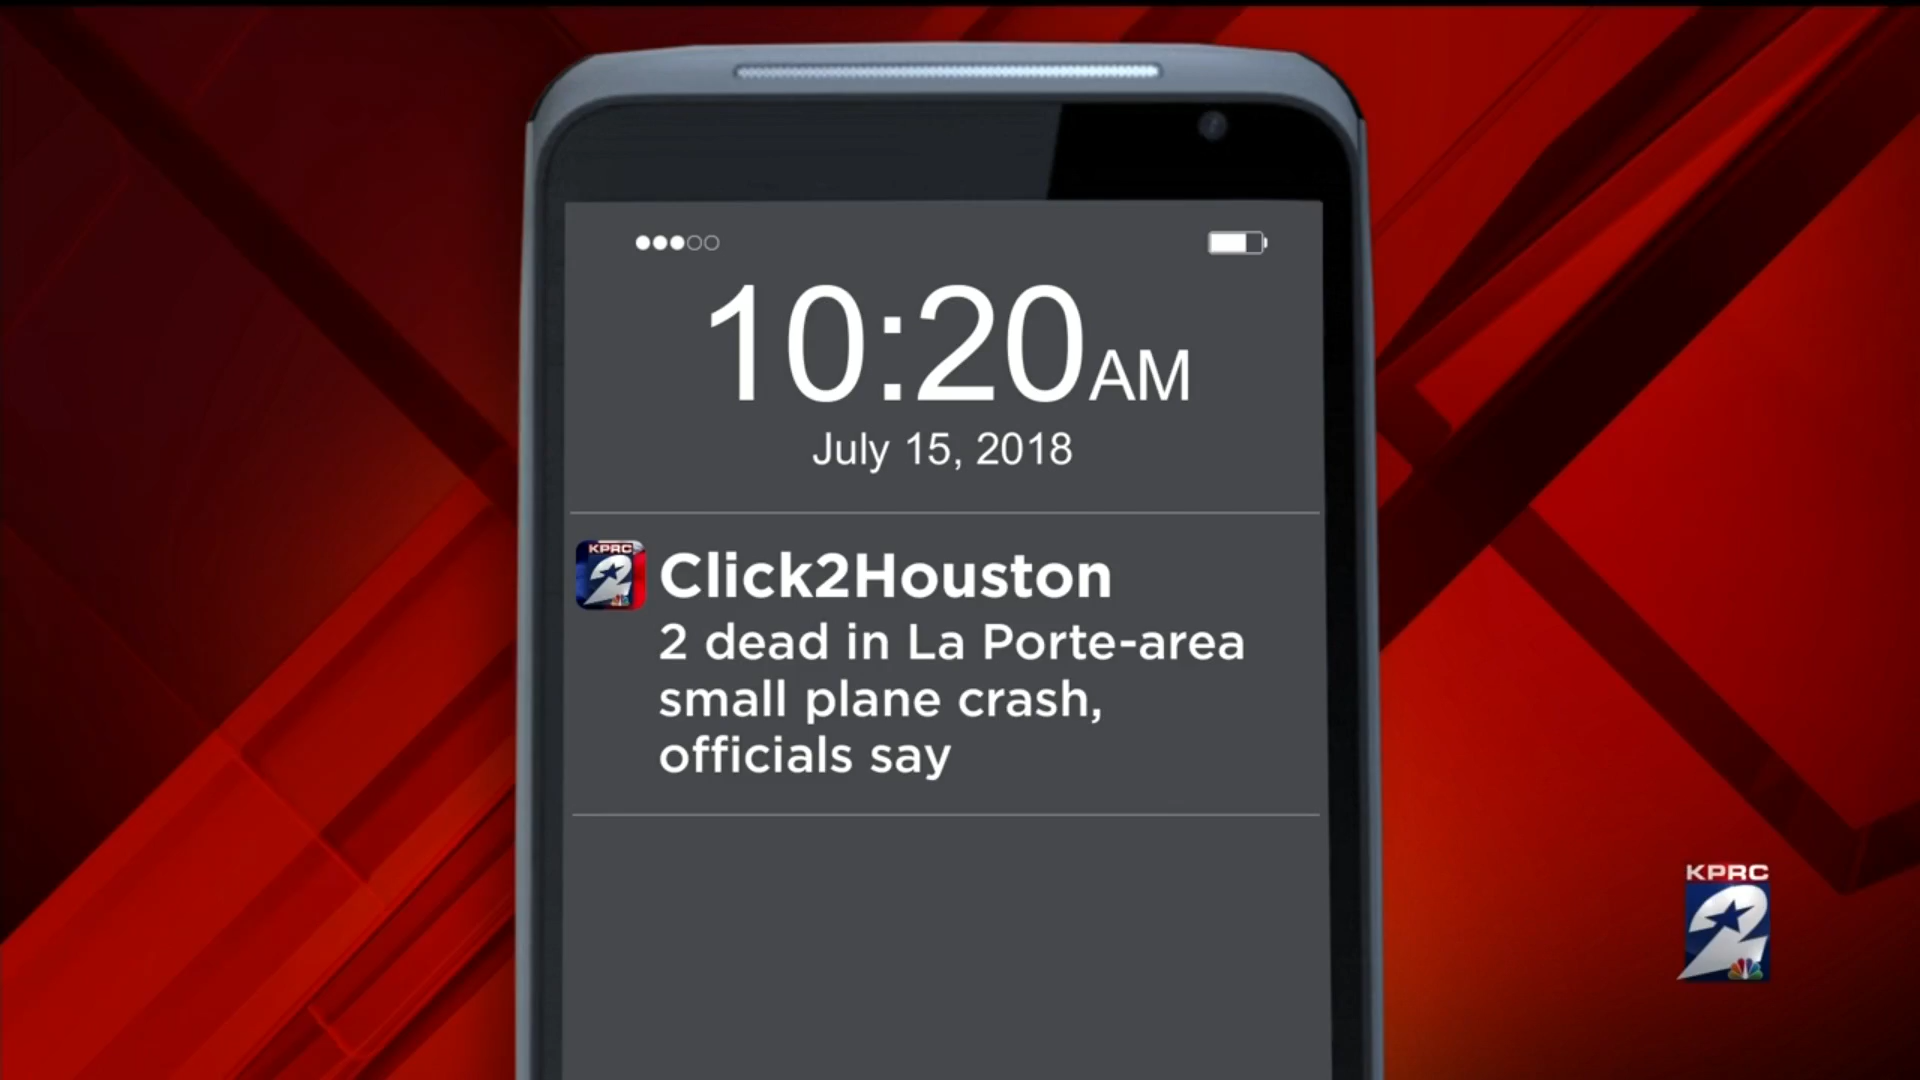 10:20AM
July 15, 2018
KPRC
2
Click2Houston
2 dead in La Porte-area
small plane crash,
officials say
KPRC
2